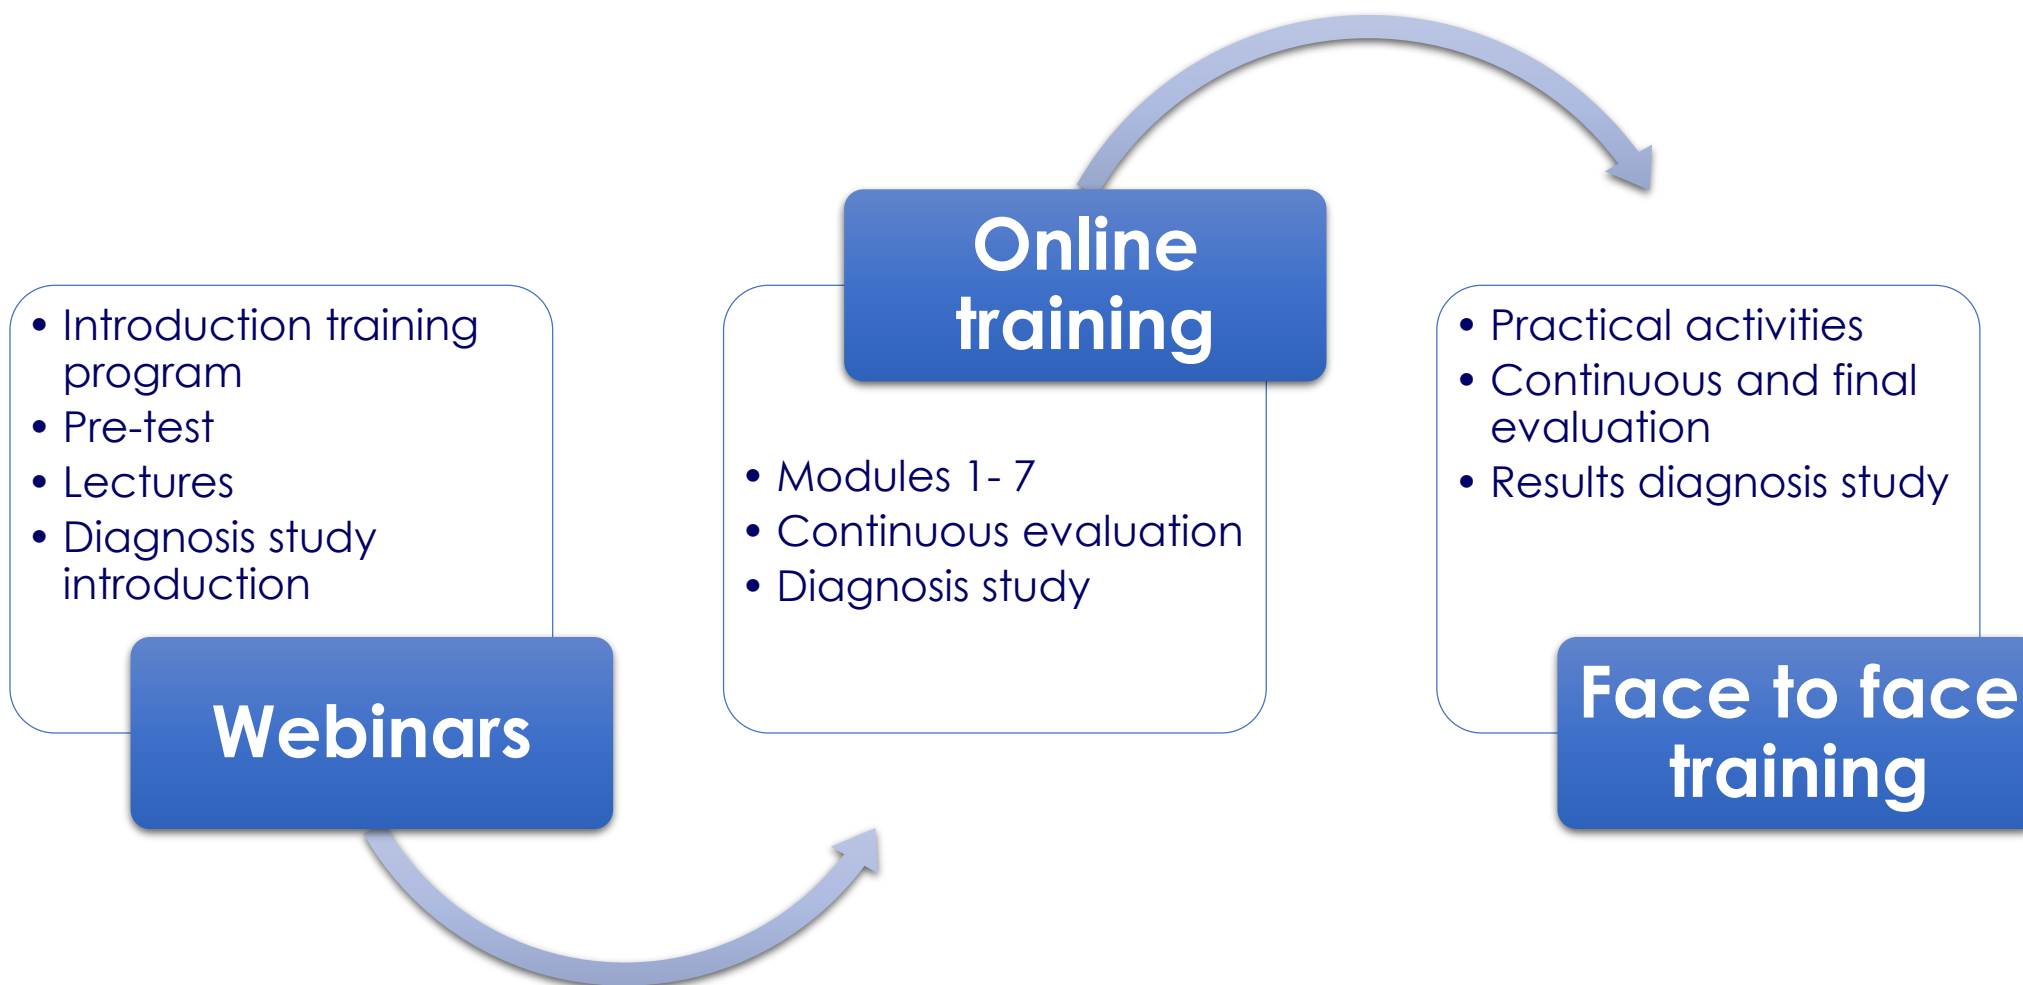 • Introduction training
program
• Pre-test
• Lectures
• Diagnosis study
introduction
Webinars
Online
training
• Modules 1- 7
• Continuous evaluation
• Diagnosis study
• Practical activities
• Continuous and final
evaluation
• Results diagnosis study
Face to face
training